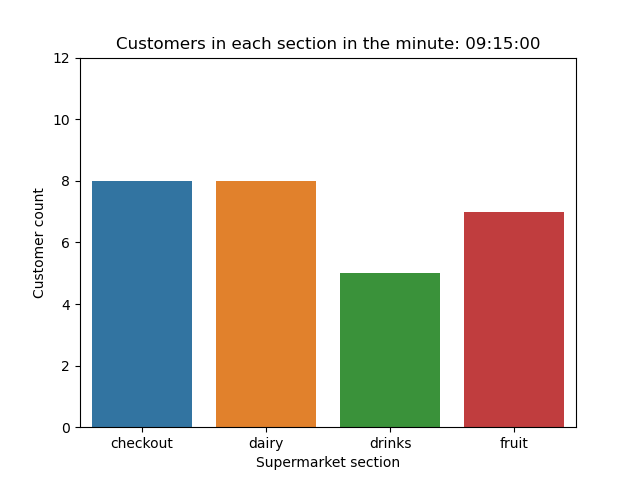 Customers in each section in the minute: 09:15:00
12
10
8
6
4
2
0
Customer count
checkout dairy drinks fruit
Supermarket section